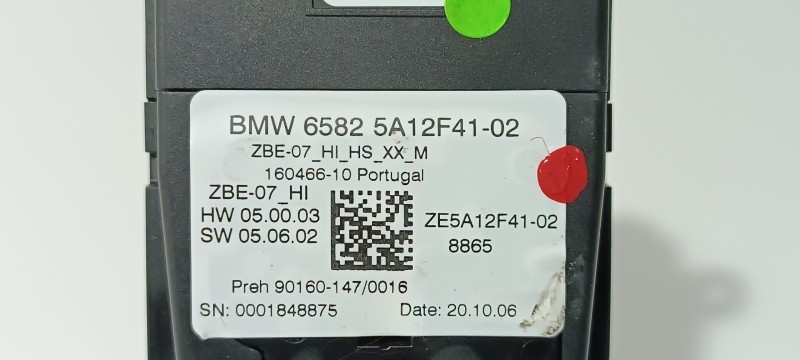 BMW 6582 5A12F41-02
ZBE-07_HI_HS_XX_M
160466-10 Portugal
ZBE-07_HI
HW 05.00.03
SW 05.06.02
ZE5A12F41-02
8865
Preh 90160-147/0016
SN: 0001848875 Date: 20.10.06